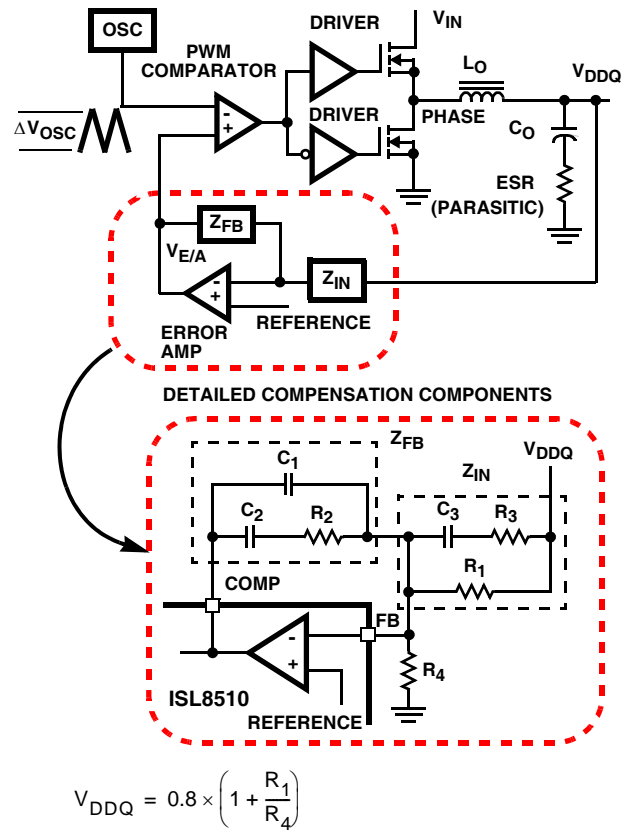 OSC
PWM
COMPARATOR
DRIVER
V_IN
-
+
ΔV_OSC
DRIVER
L_O
V_DDQ
PHASE
C_O
ESR
(PARASITIC)
Z_FB
V_E/A
-
+
Z_IN
REFERENCE
ERROR
AMP
DETAILED COMPENSATION COMPONENTS
Z_FB
V_DDQ
C_1
Z_IN
C_2
R_2
C_3
R_3
R_1
COMP
FB
-
+
R_4
ISL8510
REFERENCE
V_DDQ = 0.8 × (1 + R_1/R_4)